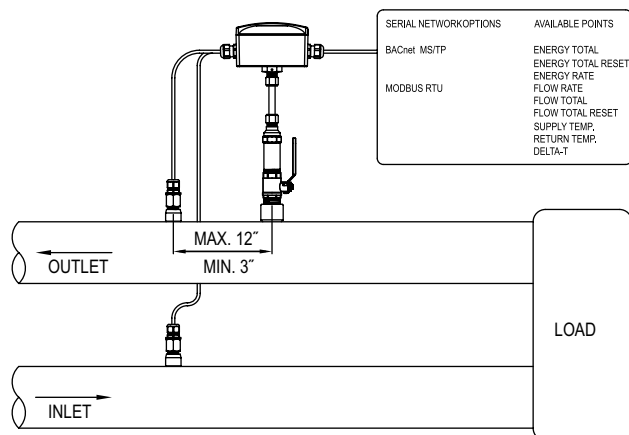 SERIAL NETWORKOPTIONS AVAILABLE POINTS
BACnet MS/TP ENERGY TOTAL
ENERGY TOTAL RESET
ENERGY RATE
MODBUS RTU FLOW RATE
FLOW TOTAL
FLOW TOTAL RESET
SUPPLY TEMP.
RETURN TEMP.
DELTA-T
MAX. 12″
OUTLET MIN. 3″
LOAD
INLET